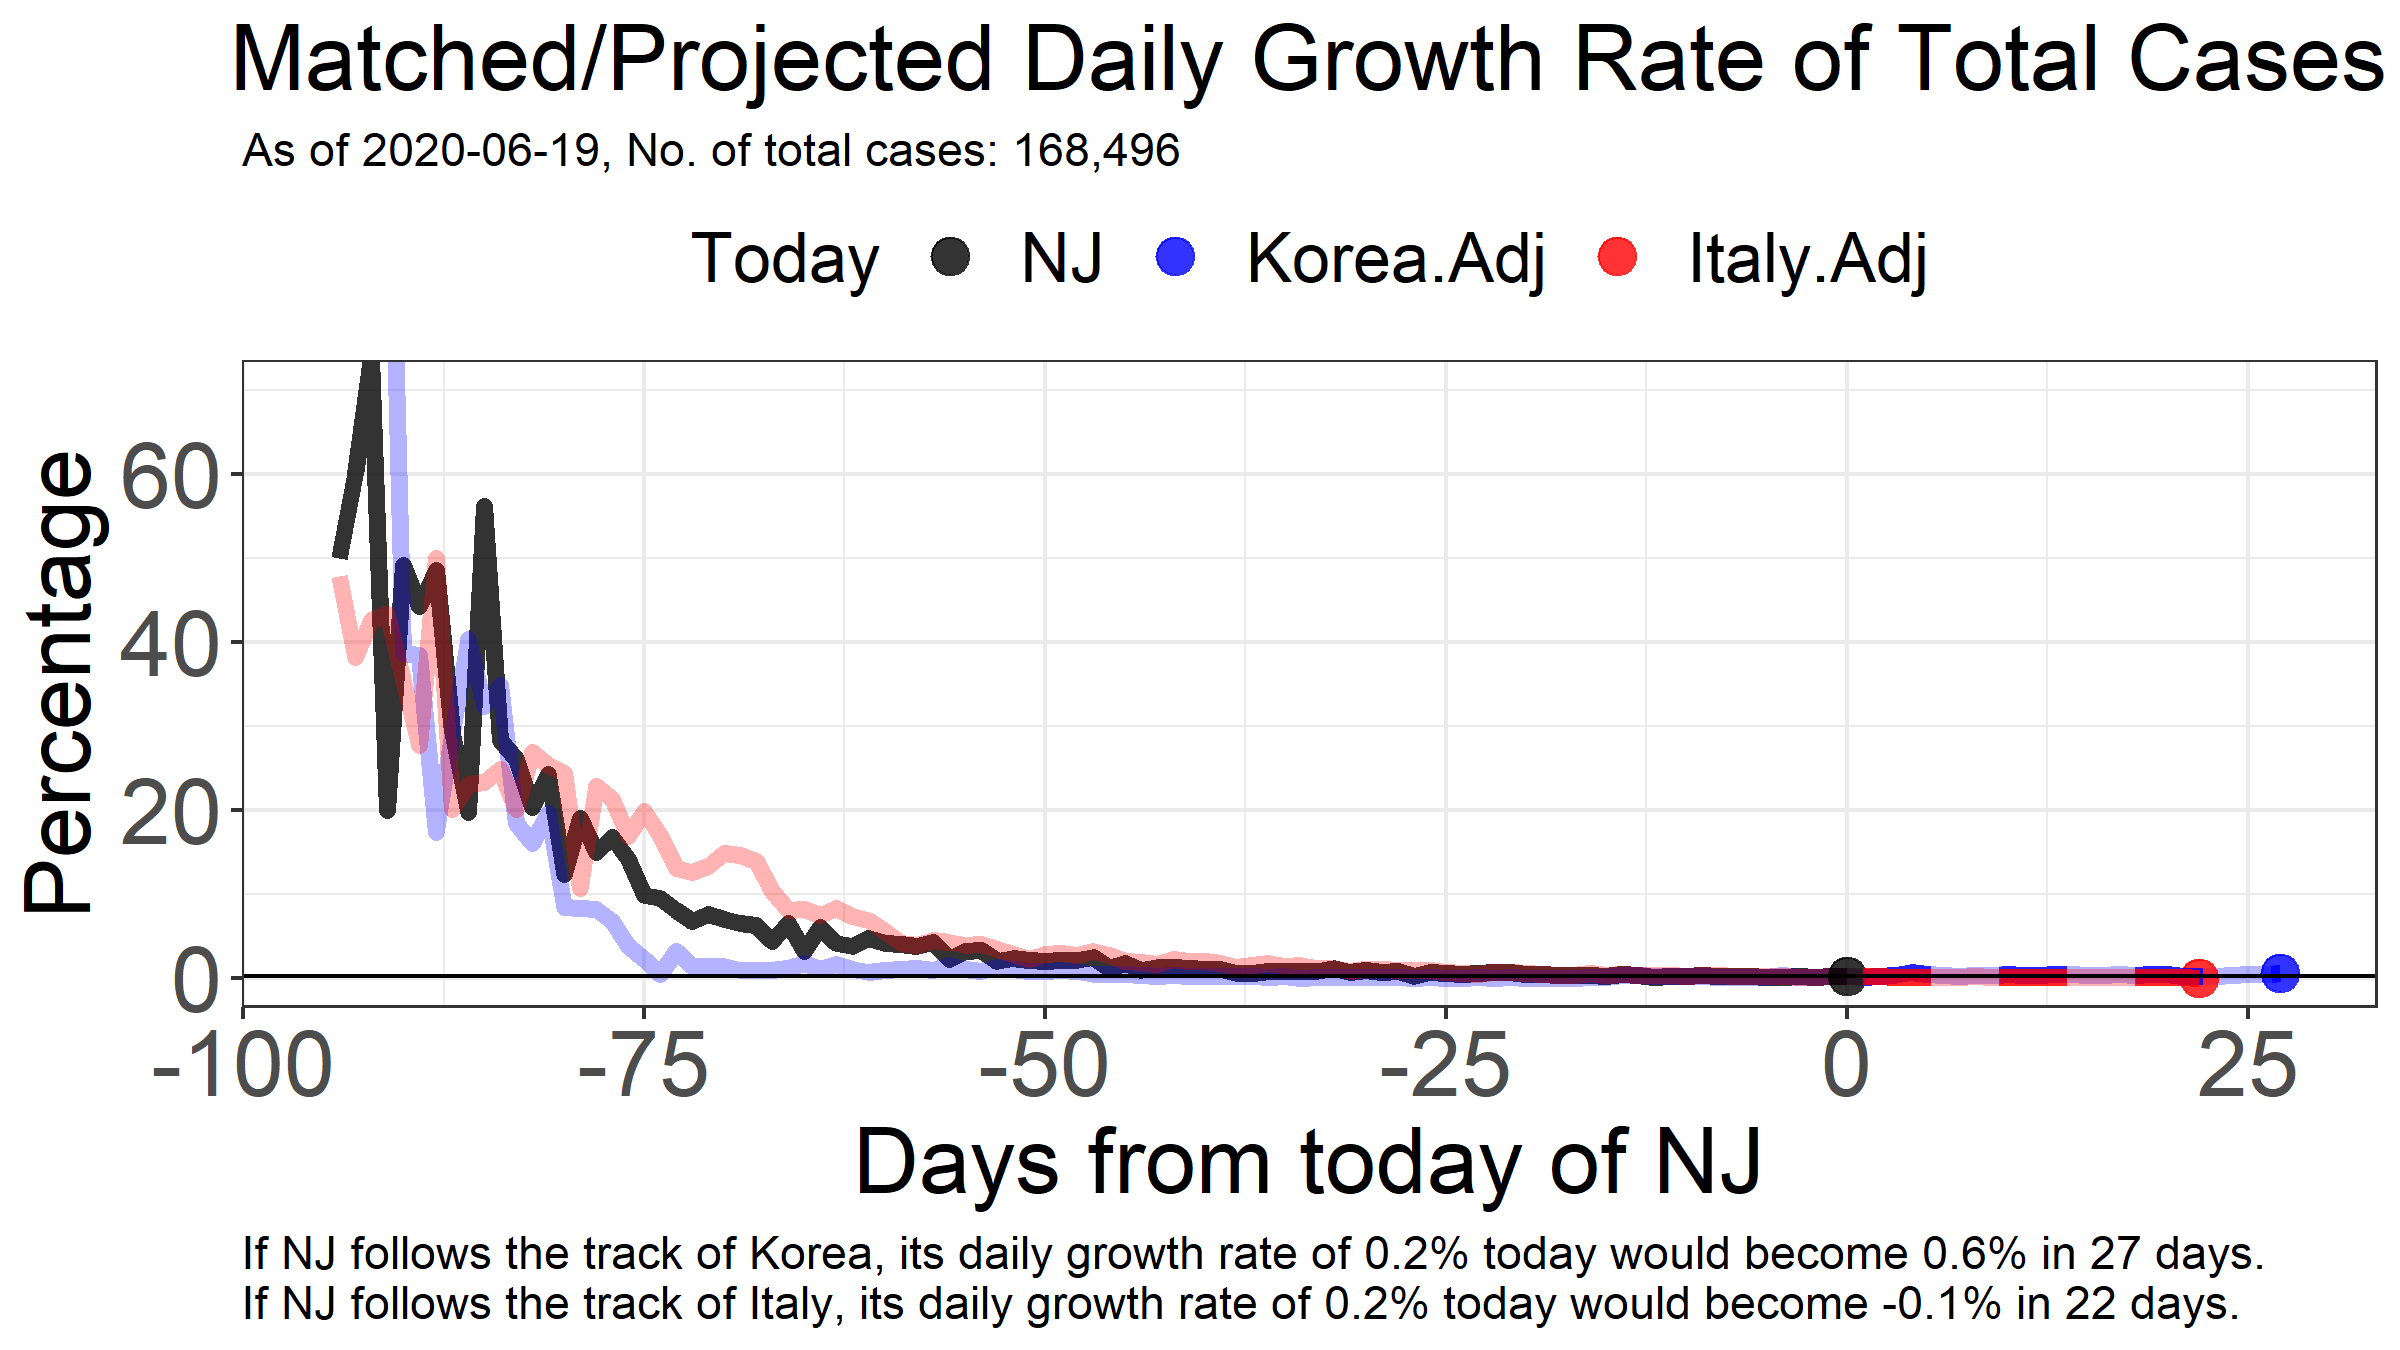 Matched/Projected Daily Growth Rate of Total Cases
As of 2020-06-19, No. of total cases: 168,496
Today NJ Korea.Adj Italy.Adj
Percentage
60
40
20
0
-100 -75 -50 -25 0 25
Days from today of NJ
If NJ follows the track of Korea, its daily growth rate of 0.2% today would become 0.6% in 27 days.
If NJ follows the track of Italy, its daily growth rate of 0.2% today would become -0.1% in 22 days.